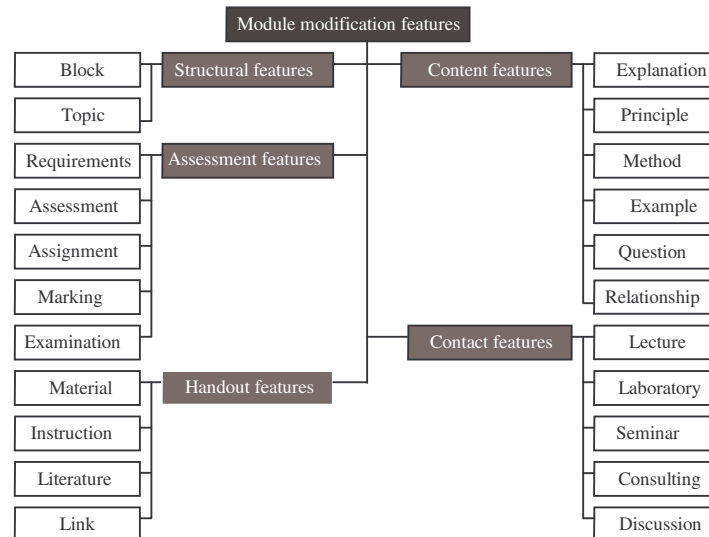 Module modification features
Structural features
Block
Topic
Assessment features
Requirements
Assessment
Assignment
Marking
Examination
Handout features
Material
Instruction
Literature
Link
Content features
Explanation
Principle
Method
Example
Question
Relationship
Contact features
Lecture
Laboratory
Seminar
Consulting
Discussion